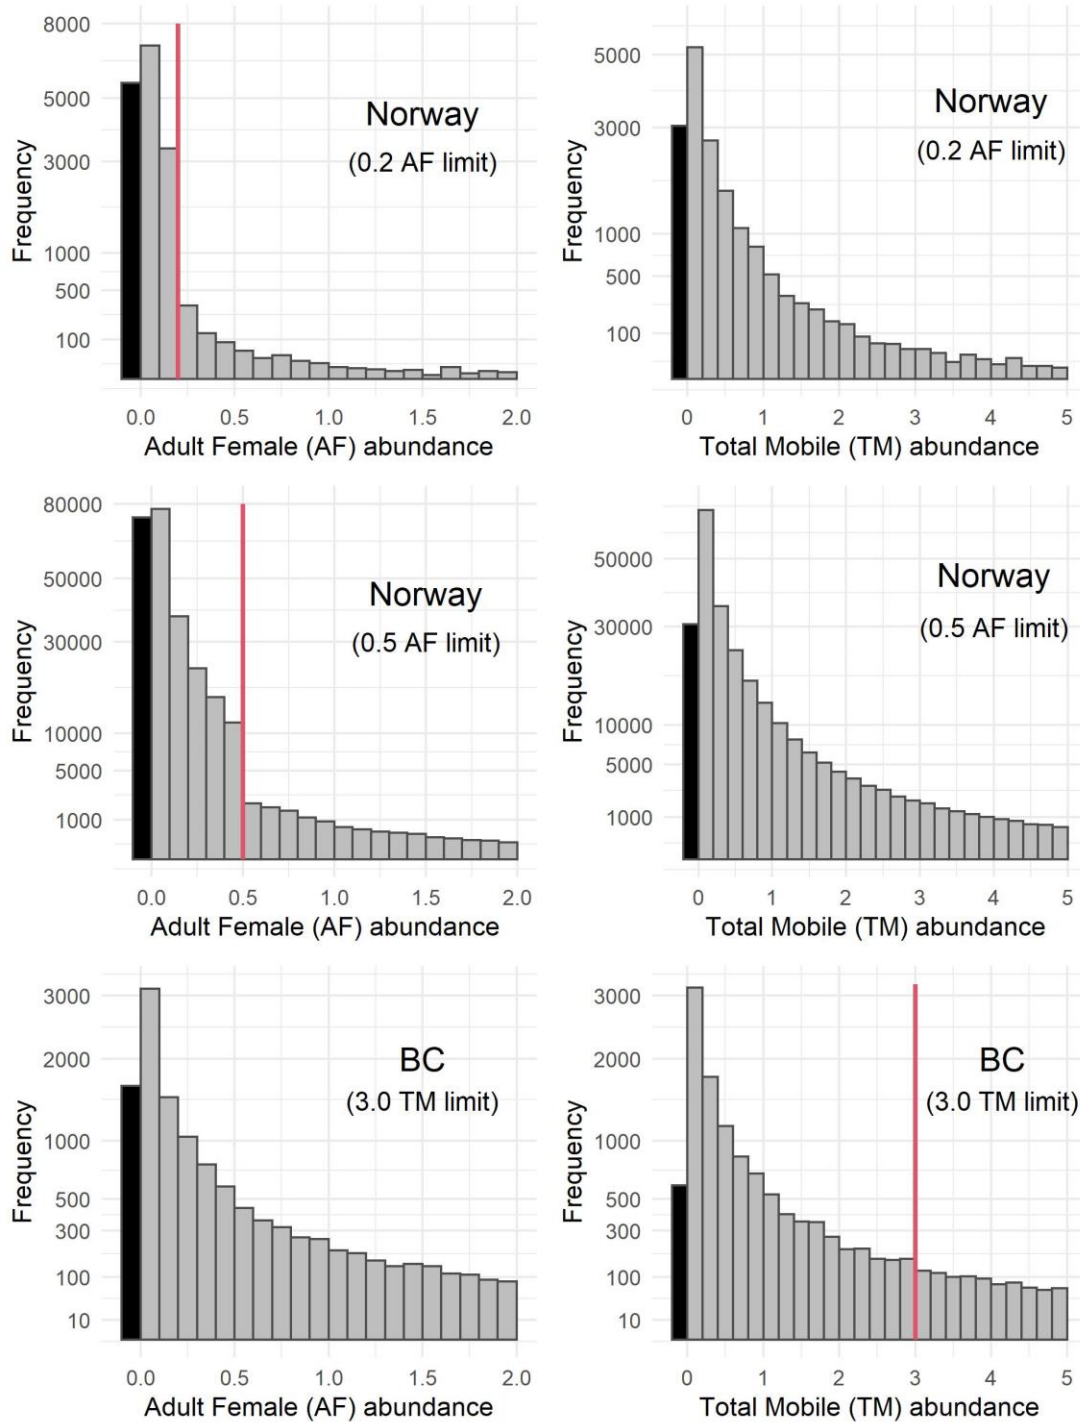 8000
5000
3000
1000
500
100
Frequency
Norway
(0.2 AF limit)
0.0 0.5 1.0 1.5 2.0
Adult Female (AF) abundance
5000
3000
1000
500
100
Frequency
Norway
(0.2 AF limit)
0 1 2 3 4 5
Total Mobile (TM) abundance
80000
50000
30000
10000
5000
1000
Frequency
Norway
(0.5 AF limit)
0.0 0.5 1.0 1.5 2.0
Adult Female (AF) abundance
50000
30000
10000
5000
1000
Frequency
Norway
(0.5 AF limit)
0 1 2 3 4 5
Total Mobile (TM) abundance
3000
2000
1000
500
300
100
10
Frequency
BC
(3.0 TM limit)
0.0 0.5 1.0 1.5 2.0
Adult Female (AF) abundance
3000
2000
1000
500
300
100
10
Frequency
BC
(3.0 TM limit)
0 1 2 3 4 5
Total Mobile (TM) abundance